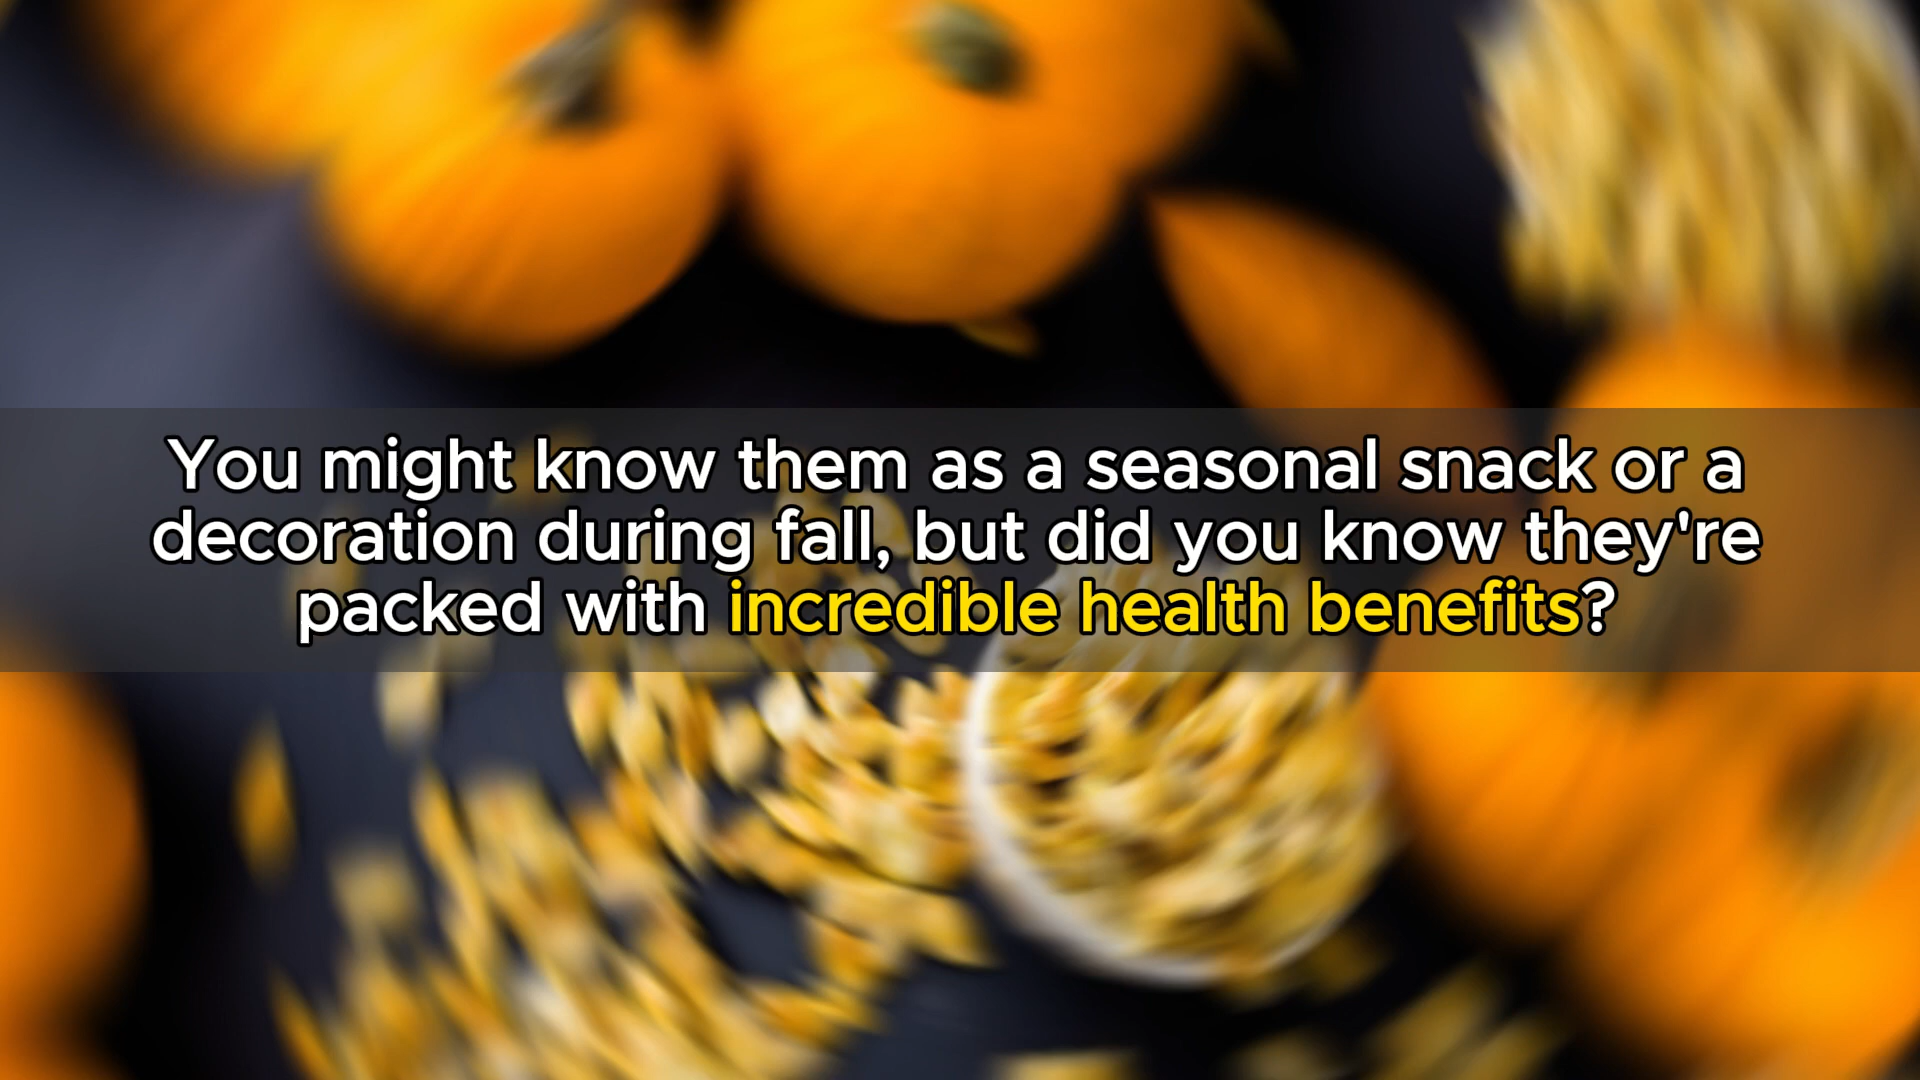 You might know them as a seasonal snack or a
decoration during fall, but did you know they're
packed with incredible health benefits?